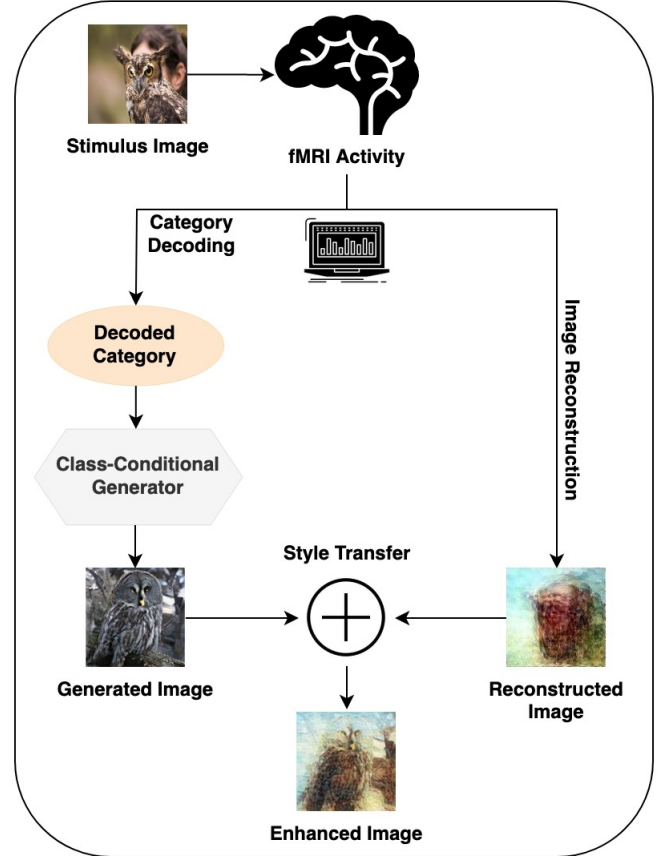 Stimulus Image
fMRI Activity
Category
Decoding
Decoded
Category
Image Reconstruction
Class-Conditional
Generator
Style Transfer
Generated Image
Reconstructed
Image
Enhanced Image